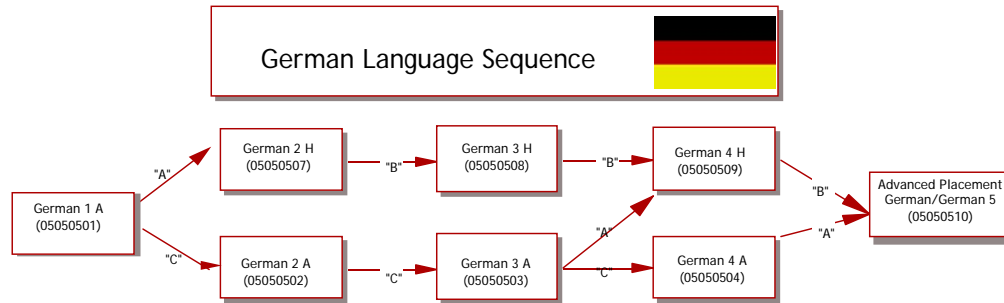 German Language Sequence
German 2 H
(05050507)
"B"
German 3 H
(05050508)
"B"
German 4 H
(05050509)
"A"
"B"
Advanced Placement
German/German 5
(05050510)
German 1 A
(05050501)
"A"
"A"
"C"
German 2 A
(05050502)
"C"
German 3 A
(05050503)
"C"
German 4 A
(05050504)